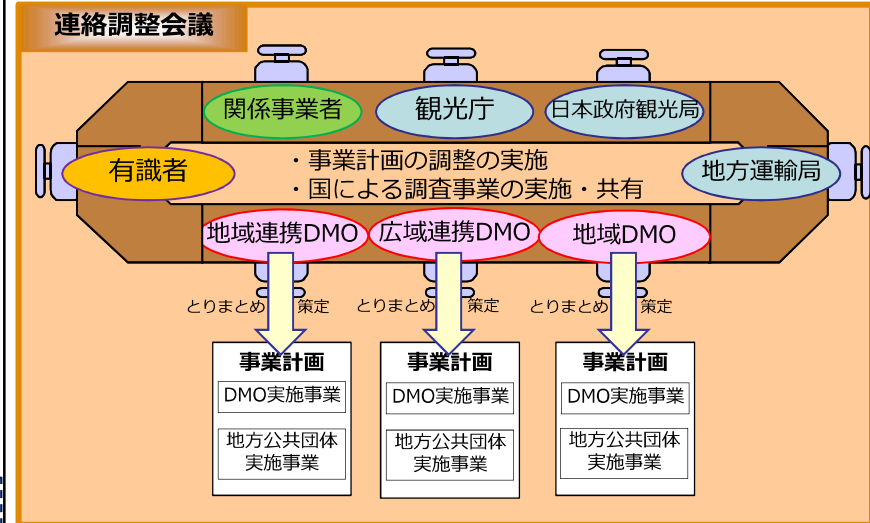 連絡調整会議
関係事業者
観光庁
日本政府観光局
有識者
・事業計画の調整の実施
・国による調査事業の実施・共有
地方運輸局
地域連携DMO
広域連携DMO
地域DMO
とりまとめ 策定
とりまとめ 策定
とりまとめ 策定
事業計画
DMO実施事業
地方公共団体
実施事業
事業計画
DMO実施事業
地方公共団体
実施事業
事業計画
DMO実施事業
地方公共団体
実施事業